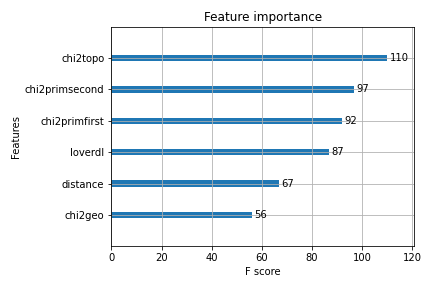 Feature importance
Features
chi2topo 110
chi2primsecond 97
chi2primfirst 92
loverdl 87
distance 67
chi2geo 56
0 20 40 60 80 100 120
F score